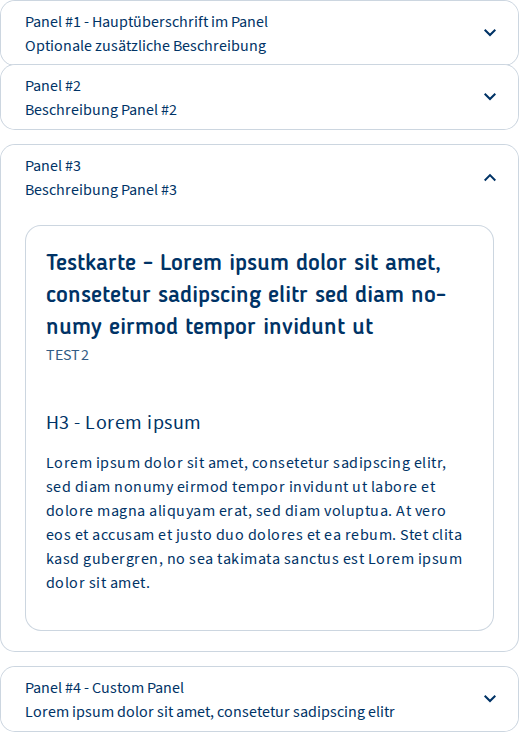 Panel #1 - Hauptüberschrift im Panel
Optionale zusätzliche Beschreibung
Panel #2
Beschreibung Panel #2
Panel #3
Beschreibung Panel #3
Testkarte - Lorem ipsum dolor sit amet,
consetetur sadipscing elitr sed diam no-
numy eirmod tempor invidunt ut
TEST2
H3 - Lorem ipsum
Lorem ipsum dolor sit amet, consetetur sadipscing elitr,
sed diam nonumy eirmod tempor invidunt ut labore et
dolore magna aliquyam erat, sed diam voluptua. At vero
eos et accusam et justo duo dolores et ea rebum. Stet clita
kasd gubergren, no sea takimata sanctus est Lorem ipsum
dolor sit amet.
Panel #4 - Custom Panel
Lorem ipsum dolor sit amet, consetetur sadipscing elitr